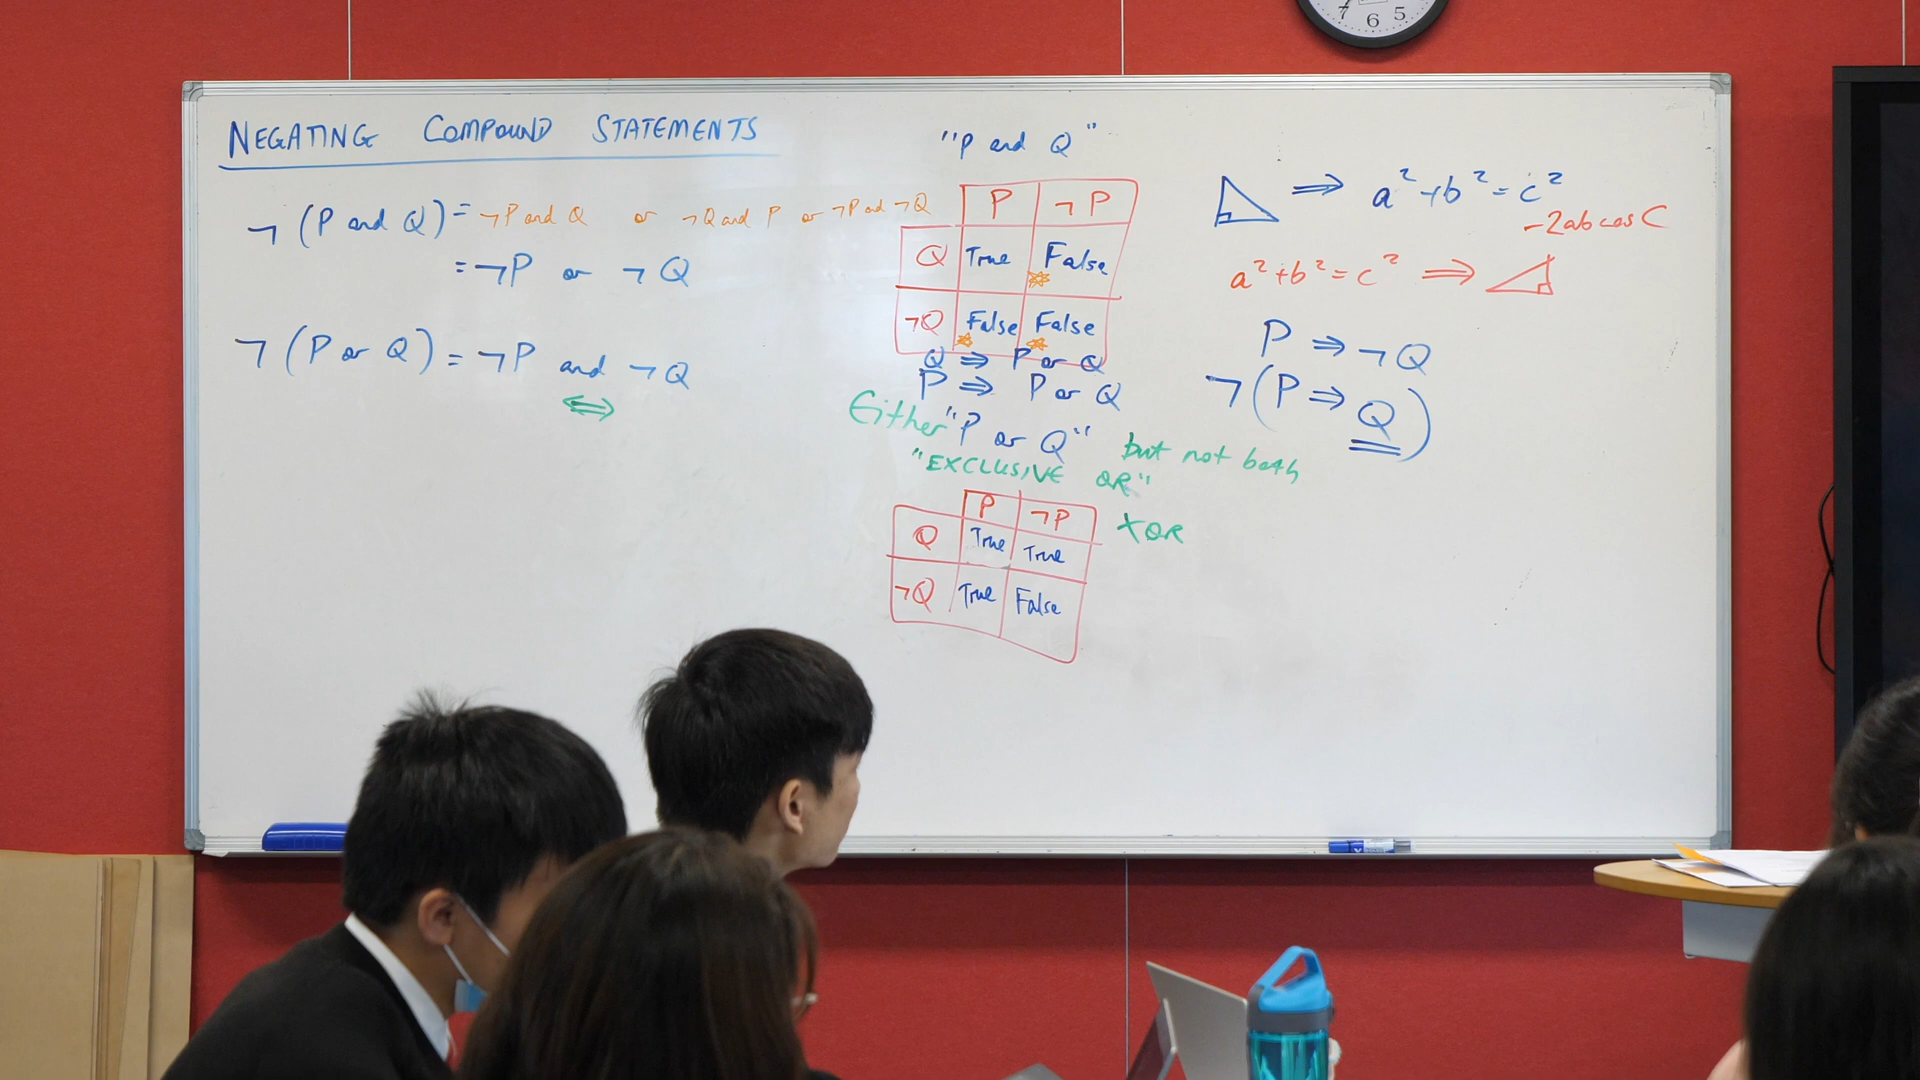 NEGATING COMPOUND STATEMENTS
¬(P and Q) = ¬P and Q or ¬Q and P or ¬P and ¬Q
= ¬P or ¬Q
¬(P or Q) = ¬P and ¬Q
⇔
"P and Q"
P ¬P
Q True False
¬Q False False
Q ⇒ P or Q
P ⇒ P or Q
Either "P or Q" but not both
"EXCLUSIVE OR"
XOR
P ¬P
Q True True
¬Q True False
⇒ a² + b² = c²
-2ab cos C
a² + b² = c² ⇒
P ⇒ ¬Q
¬(P ⇒ Q)
7 6 5